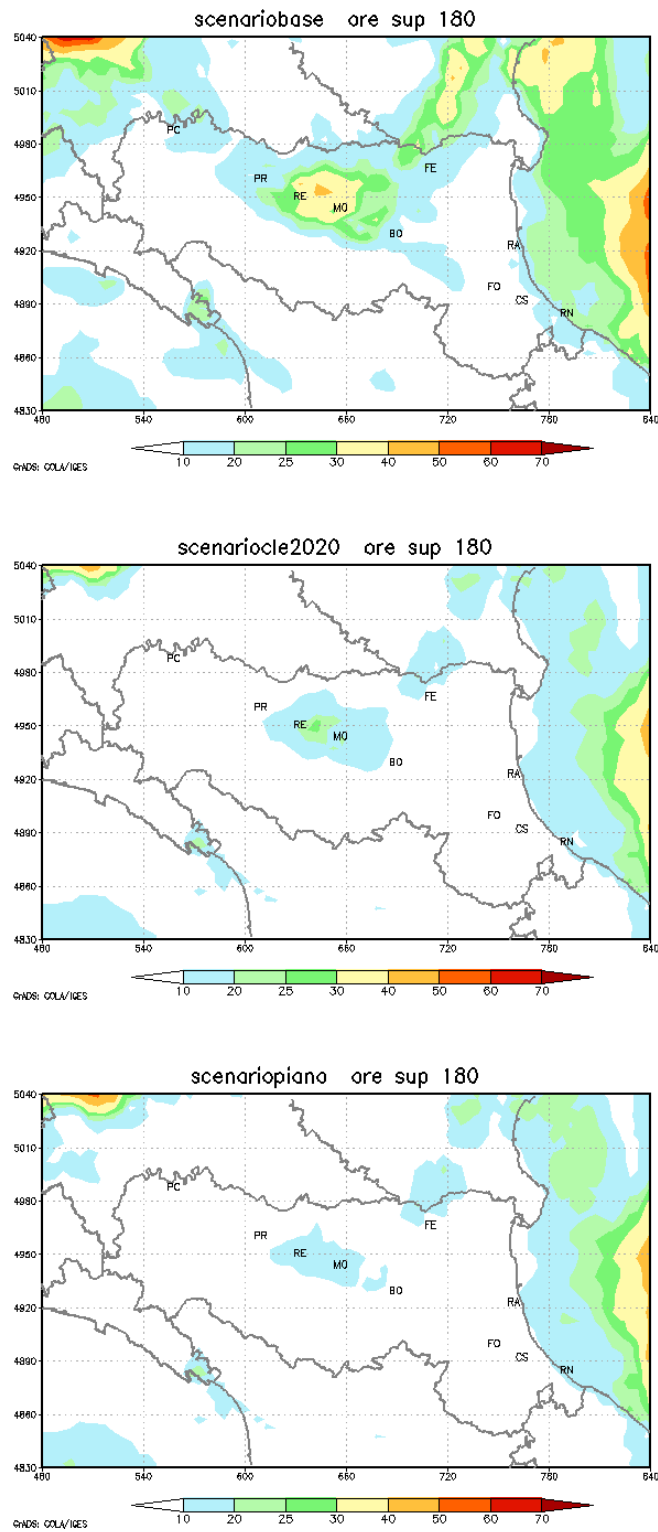 scenariobase ore sup 180
5040
5010
4980
4950
4920
4890
4860
4830
PC
PR
FE
RE
MO
BO
RA
FO
CS
RN
480 540 600 660 720 780 840
10 20 25 30 40 50 60 70
GrADS: COLA/IGES
scenariocle2020 ore sup 180
5040
5010
4980
4950
4920
4890
4860
4830
PC
FE
PR
RE
MO
BO
RA
FO
CS
RN
480 540 600 660 720 780 840
10 20 25 30 40 50 60 70
GrADS: COLA/IGES
scenariopiano ore sup 180
5040
5010
4980
4950
4920
4890
4860
4830
PC
FE
PR
RE
MO
BO
RA
FO
CS
RN
480 540 600 660 720 780 840
10 20 25 30 40 50 60 70
GrADS: COLA/IGES